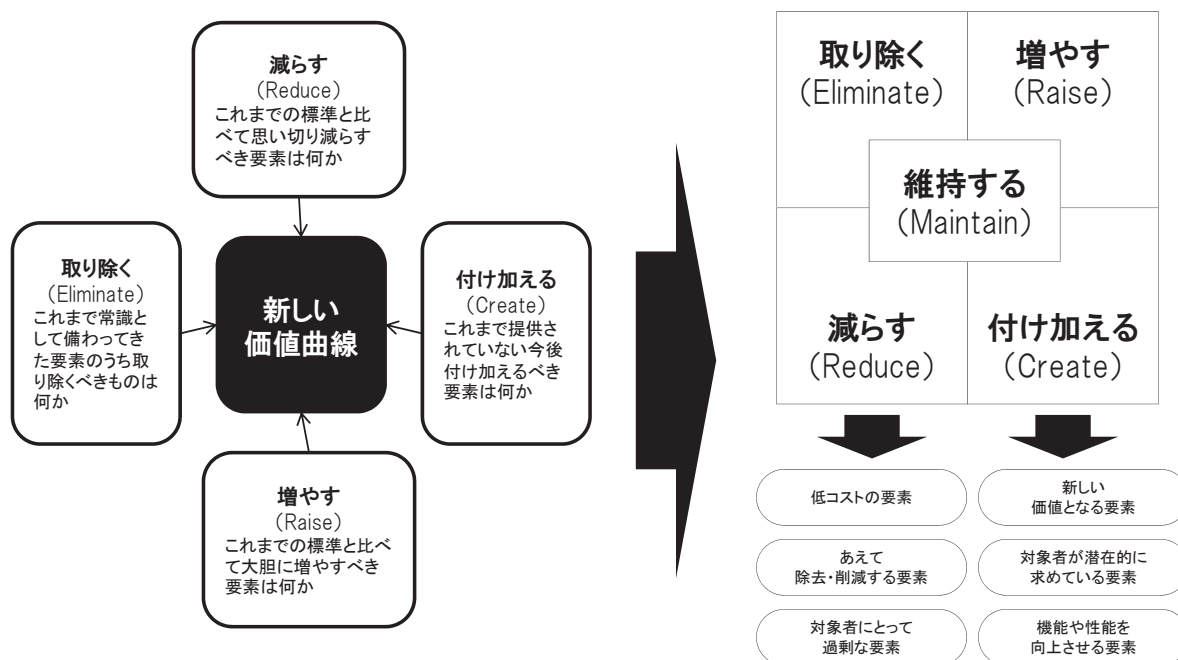 減らす
(Reduce)
これまでの標準と比
べて思い切り減らす
べき要素は何か
取り除く
(Eliminate)
これまで常識と
して備わってき
た要素のうち取
り除くべきものは
何か
新しい
価値曲線
付け加える
(Create)
これまで提供さ
れていない今後
付け加えるべき
要素は何か
増やす
(Raise)
これまでの標準と比べ
て大胆に増やすべき
要素は何か
取り除く
(Eliminate)
増やす
(Raise)
維持する
(Maintain)
減らす
(Reduce)
付け加える
(Create)
低コストの要素
新しい
価値となる要素
あえて
除去・削減する要素
対象者が潜在的に
求めている要素
対象者にとって
過剰な要素
機能や性能を
向上させる要素